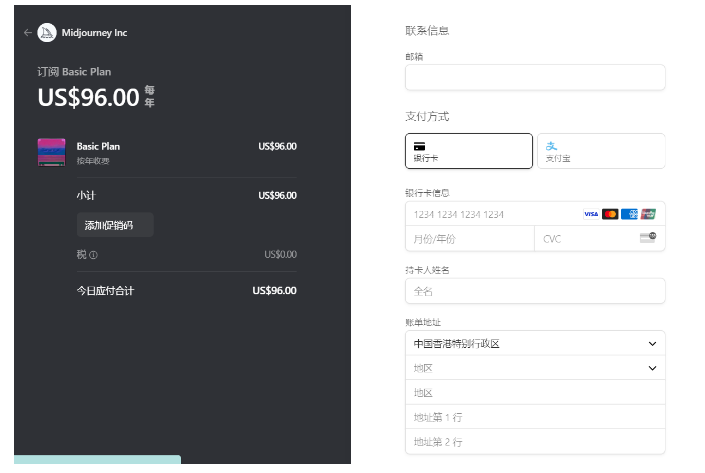 Midjourney Inc
订阅 Basic Plan
US$96.00 每年
Basic Plan US$96.00
按年收费
小计 US$96.00
添加促销码
税 US$0.00
今日应付合计 US$96.00
联系信息
邮箱
支付方式
银行卡
支付宝
银行卡信息
1234 1234 1234 1234 VISA
月份/年份 CVC
持卡人姓名
全名
账单地址
中国香港特别行政区
地区
地区
地址第 1 行
地址第 2 行